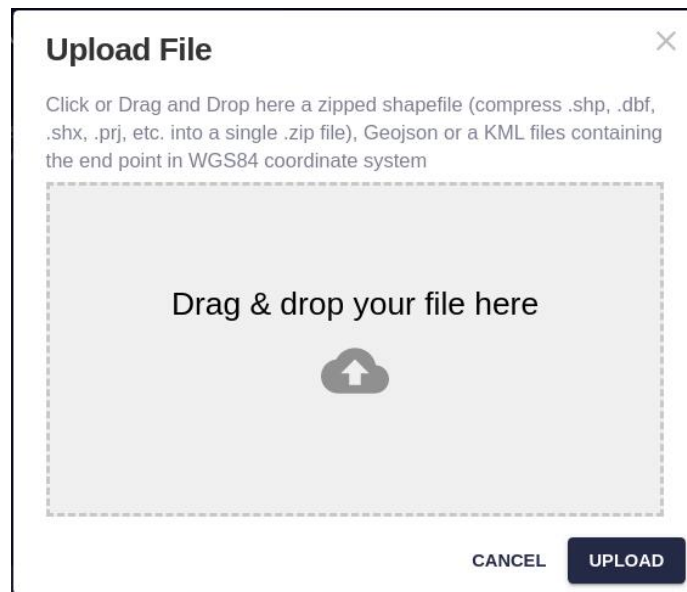 Upload File
Click or Drag and Drop here a zipped shapefile (compress .shp, .dbf,
.shx, .prj, etc. into a single .zip file), Geojson or a KML files containing
the end point in WGS84 coordinate system
Drag & drop your file here
CANCEL UPLOAD